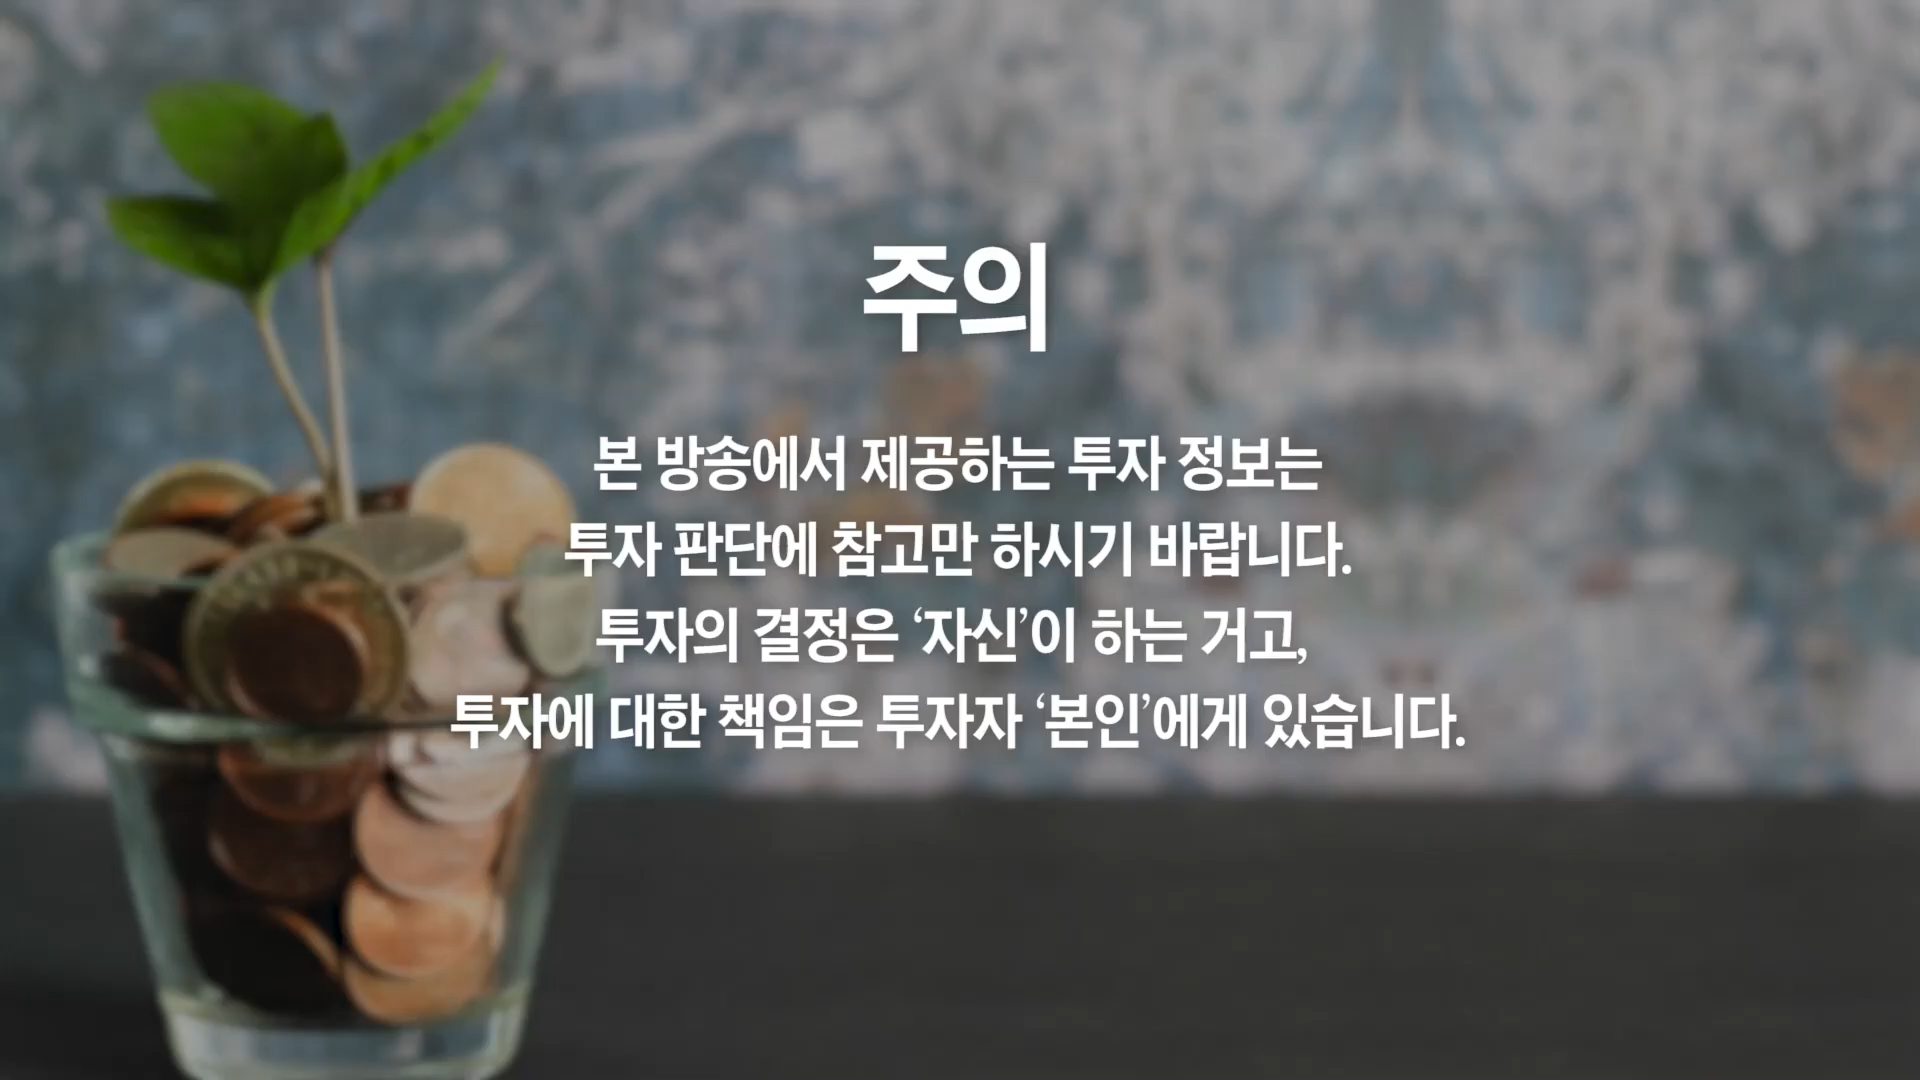 주의
본 방송에서 제공하는 투자 정보는
투자 판단에 참고만 하시기 바랍니다.
투자의 결정은 ‘자신’이 하는 거고,
투자에 대한 책임은 투자자 ‘본인’에게 있습니다.